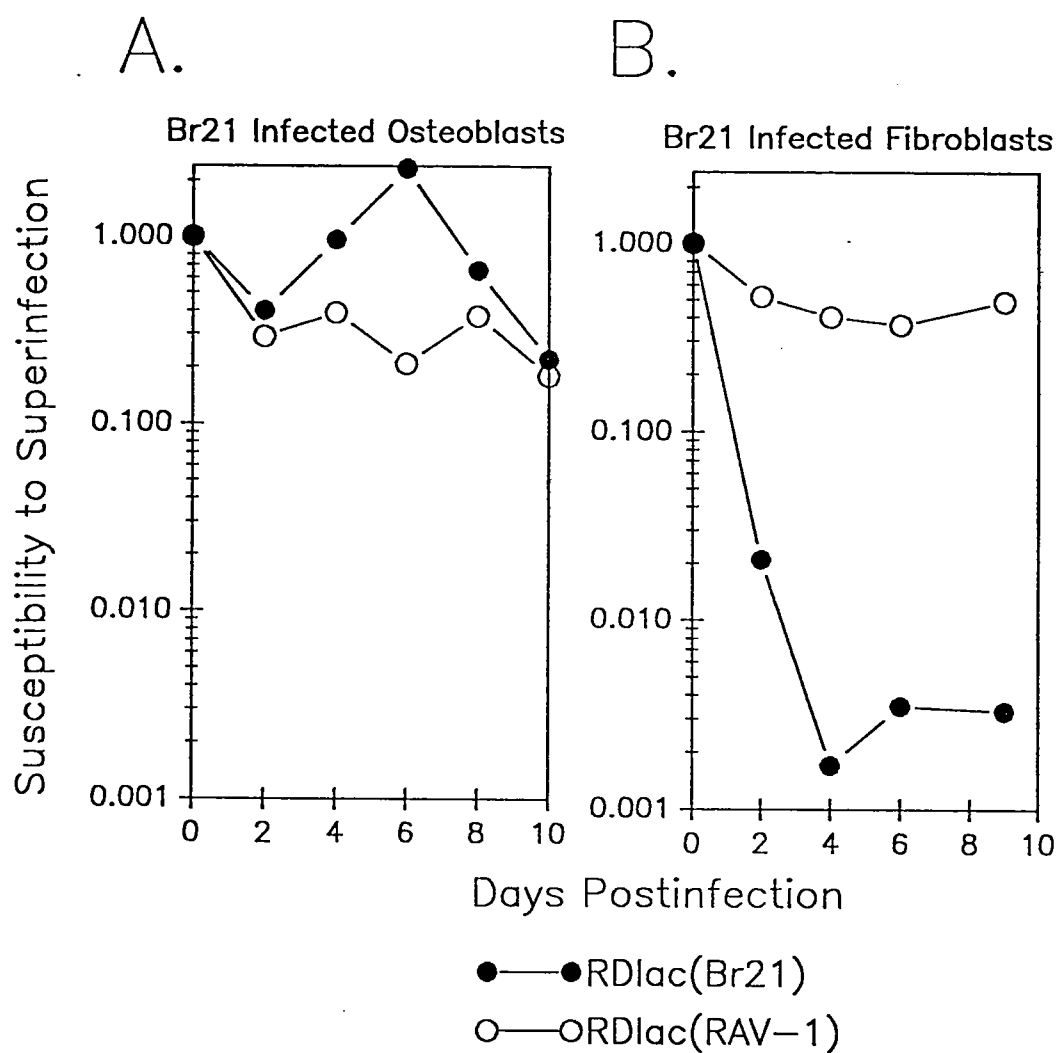 A.
B.
Br21 Infected Osteoblasts
Br21 Infected Fibroblasts
Susceptibility to Superinfection
1.000
0.100
0.010
0.001
0 2 4 6 8 10
1.000
0.100
0.010
0.001
0 2 4 6 8 10
Days Postinfection
RDlac(Br21)
RDlac(RAV-1)